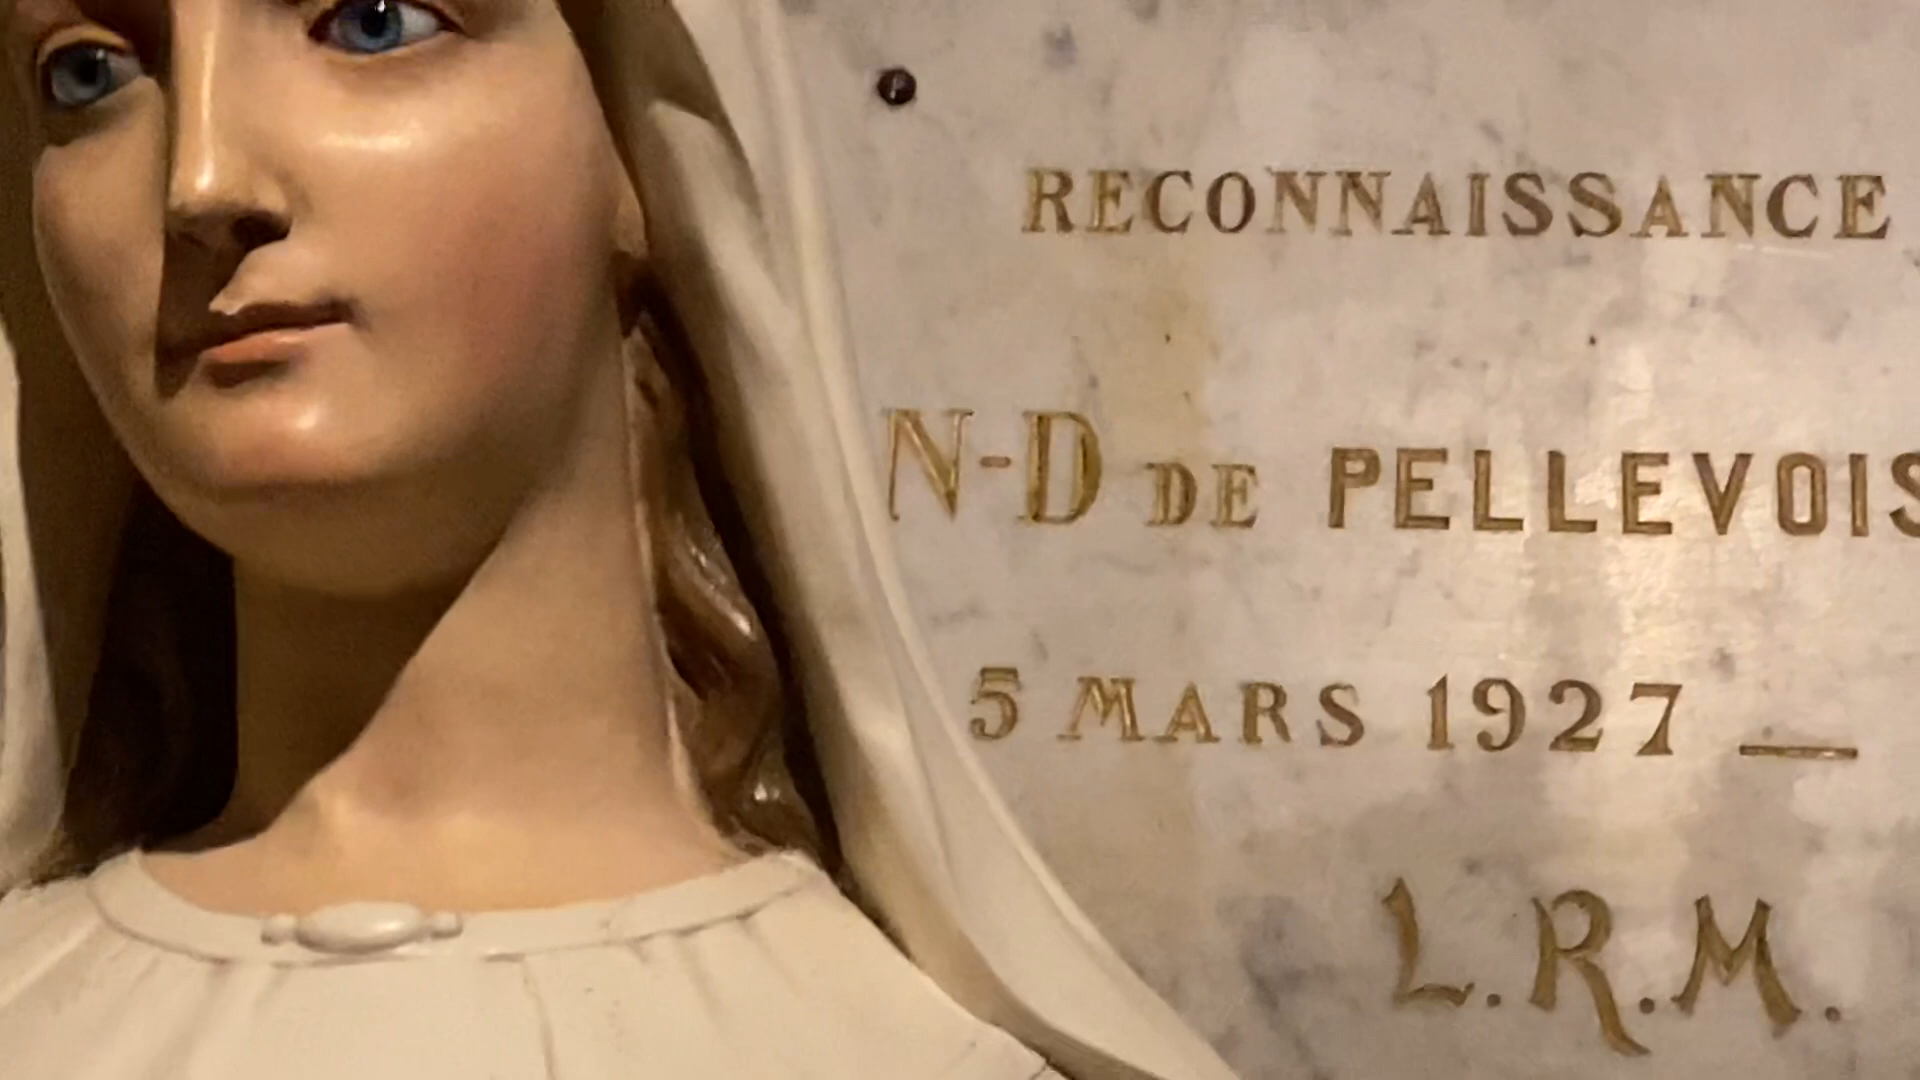 RECONNAISSANCE
N-D DE PELLEVOIS
5 MARS 1927 _
L.R.M.